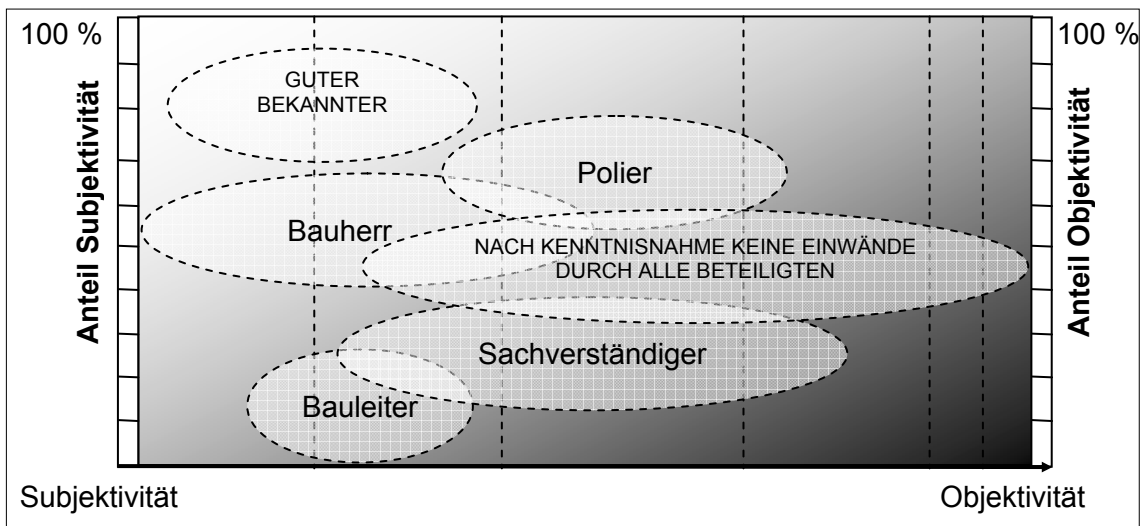 100 %
100 %
GUTER
BEKANNTER
Polier
Bauherr
NACH KENNTNISNAHME KEINE EINWÄNDE
DURCH ALLE BETEILIGTEN
Sachverständiger
Bauleiter
Anteil Subjektivität
Anteil Objektivität
Subjektivität
Objektivität